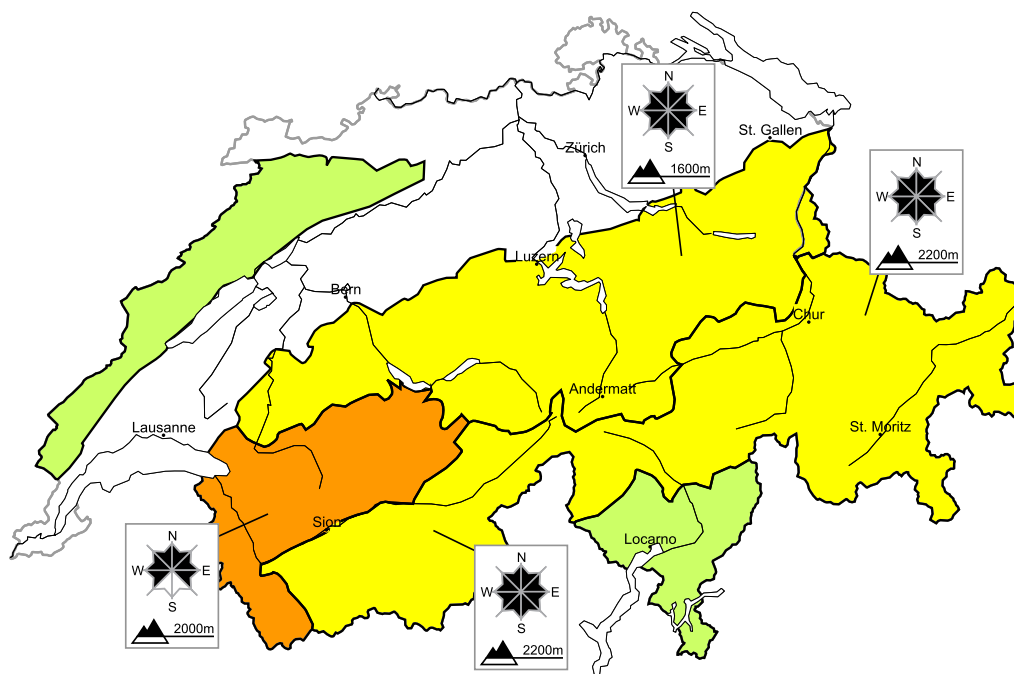 N
W E
S
1600m
St. Gallen
Zürich
N
W E
S
2200m
Luzern
Bern
Chur
Andermatt
Lausanne
St. Moritz
Sion
Locarno
N
W E
S
2000m
N
W E
S
2200m